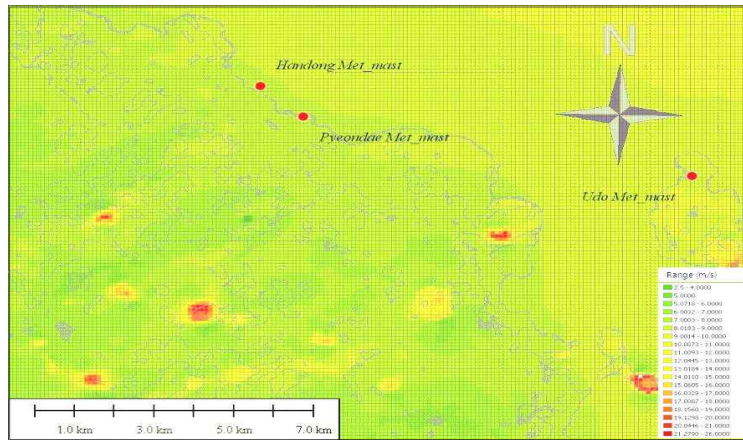 N
Handong Met_mast
Pyeondae Met_mast
Udo Met_mast
Range (m/s)
2.5 - 4.0000
5.0000
5.0710 - 6.0000
6.0032 - 7.0000
7.0003 - 8.0000
8.0183 - 9.0000
9.0014 - 10.0000
10.0073 - 11.0000
11.0093 - 12.0000
12.0445 - 13.0000
13.0164 - 14.0000
14.0110 - 15.0000
15.0605 - 16.0000
16.0329 - 17.0000
17.0087 - 18.0000
18.1560 - 19.0000
19.1298 - 20.0000
20.0446 - 21.0000
21.2790 - 26.0000
1.0 km 3.0 km 5.0 km 7.0 km